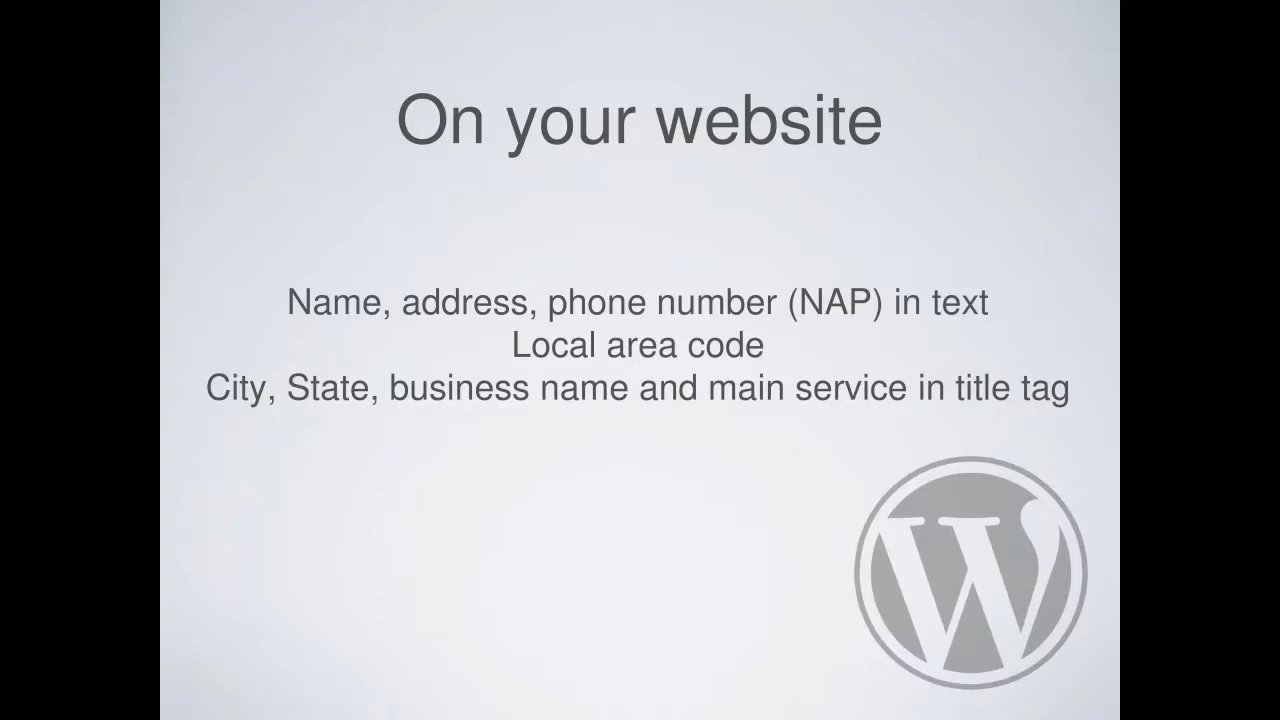 On your website
Name, address, phone number (NAP) in text
Local area code
City, State, business name and main service in title tag